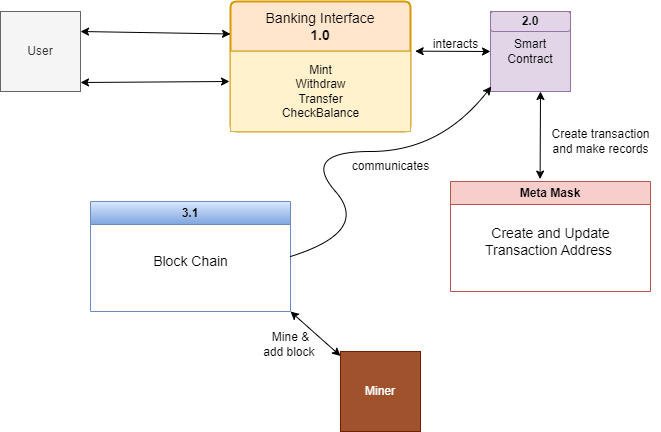 User
Banking Interface
1.0
Mint
Withdraw
Transfer
CheckBalance
interacts
2.0
Smart
Contract
Create transaction
and make records
communicates
Meta Mask
Create and Update
Transaction Address
3.1
Block Chain
Mine &
add block
Miner